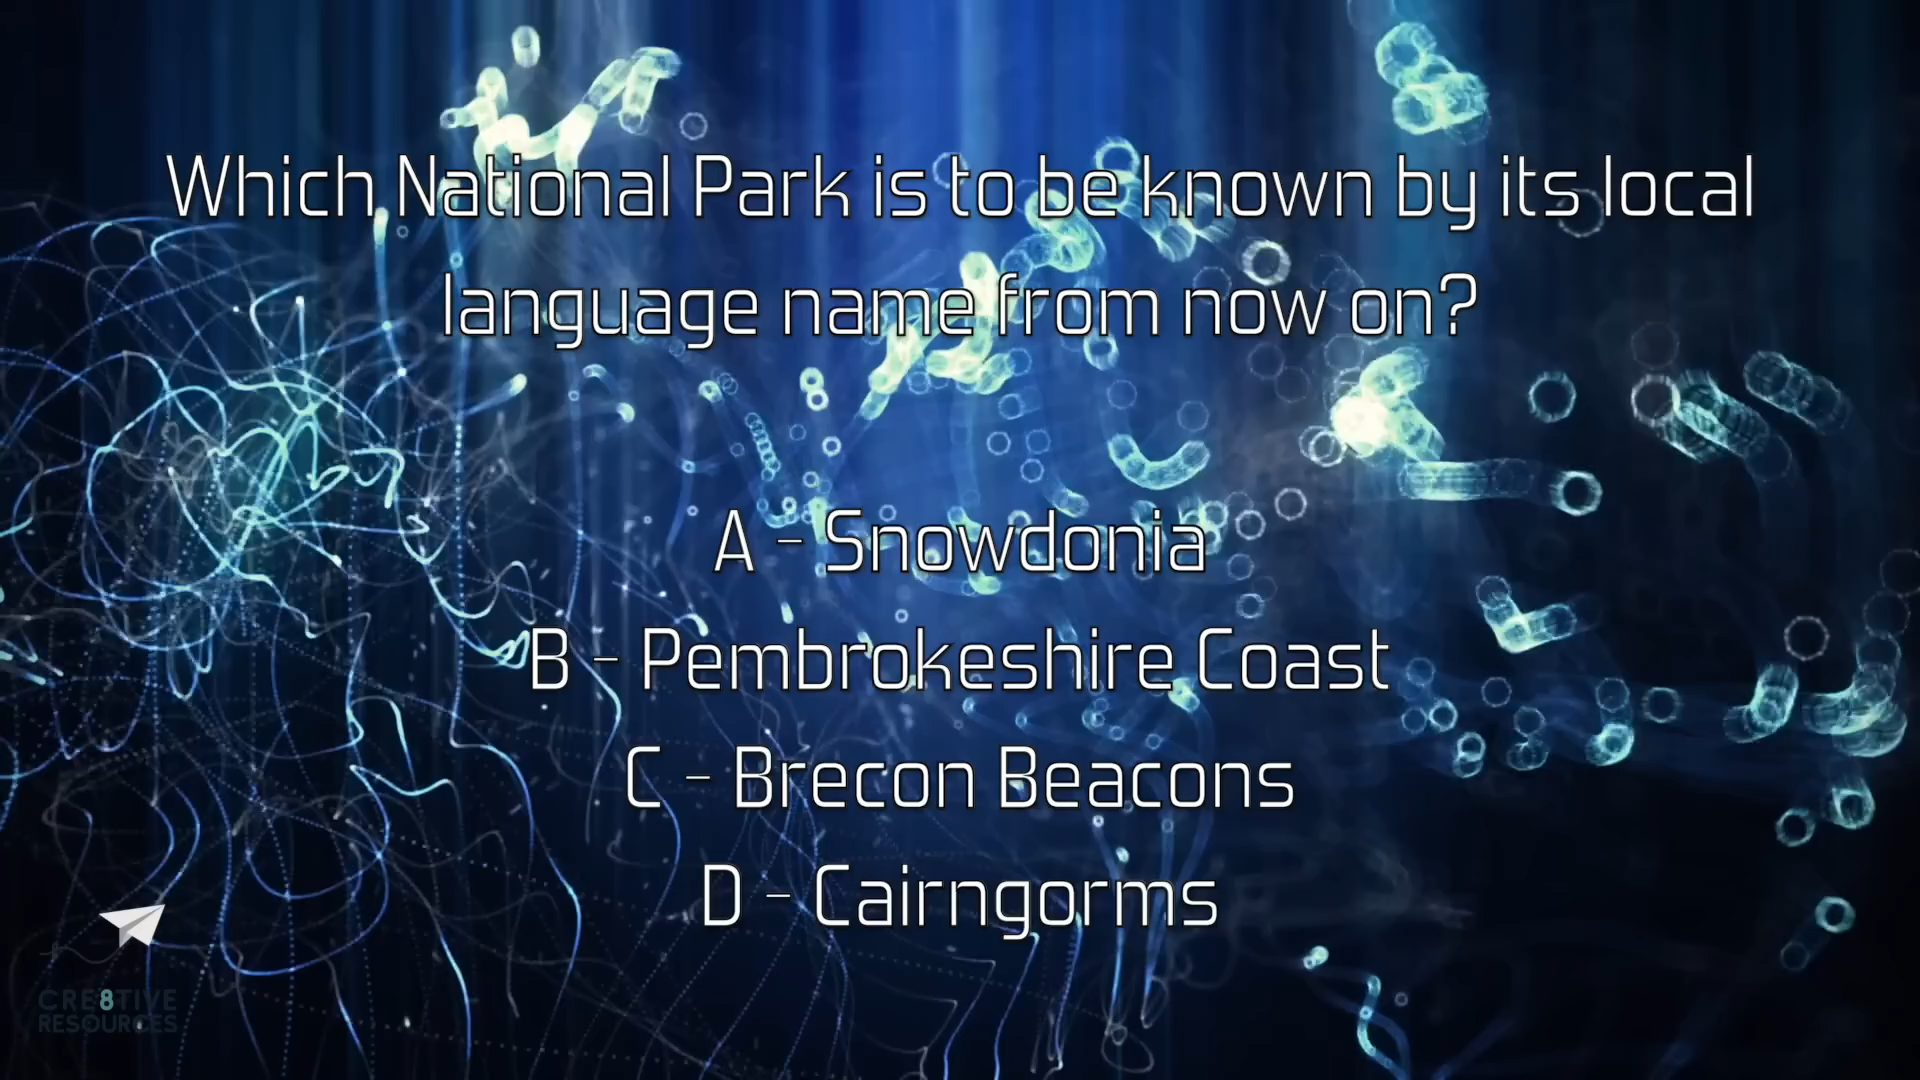 Which National Park is to be known by its local
language name from now on?
A - Snowdonia
B - Pembrokeshire Coast
C - Brecon Beacons
D - Cairngorms
CRE8TIVE
RESOURCES